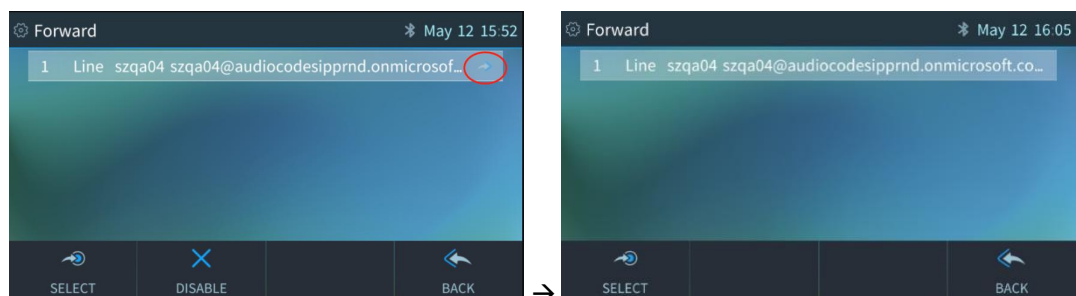 Forward May 12 15:52
1 Line szqa04 szqa04@audiocodesipprnd.onmicrosof...
SELECT DISABLE BACK
→
Forward May 12 16:05
1 Line szqa04 szqa04@audiocodesipprnd.onmicrosoft.co...
SELECT BACK